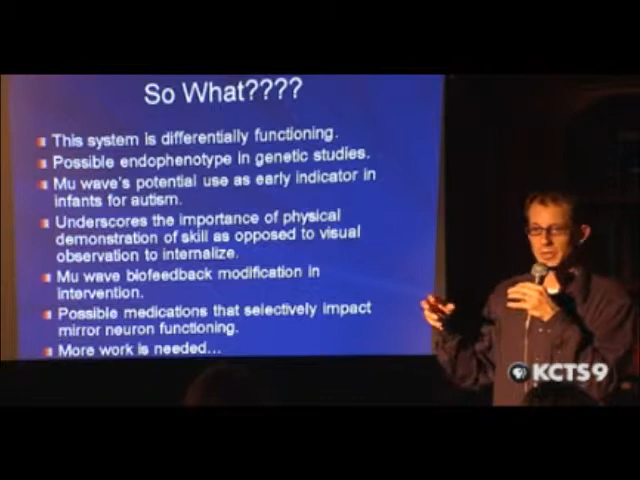 So What????
This system is differentially functioning.
Possible endophenotype in genetic studies.
Mu wave's potential use as early indicator in
infants for autism.
Underscores the importance of physical
demonstration of skill as opposed to visual
observation to internalize.
Mu wave biofeedback modification in
intervention.
Possible medications that selectively impact
mirror neuron functioning.
More work is needed...
KCTS9